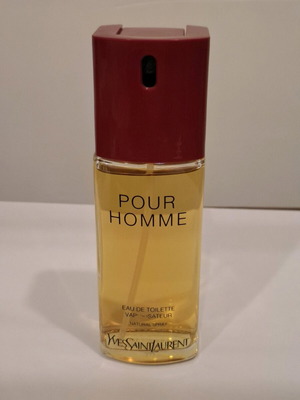 POUR
HOMME
EAU DE TOILETTE
NATURAL SPRAY
YVESSAINTLAURENT